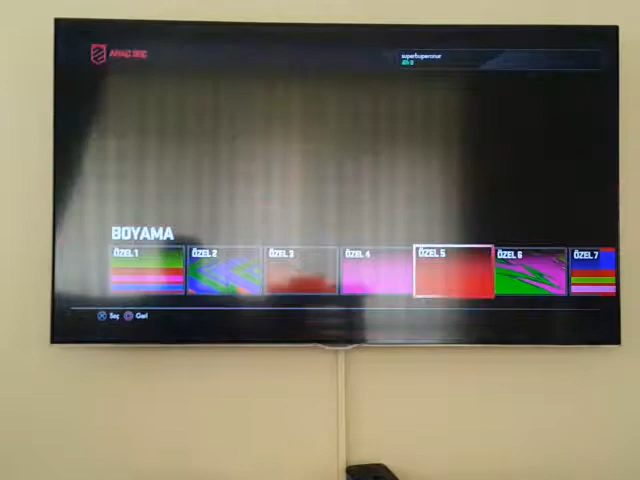 ARAÇ SEÇ
superbuperonur
BOYAMA
ÖZEL 1
ÖZEL 2
ÖZEL 3
ÖZEL 4
ÖZEL 5
ÖZEL 6
ÖZEL 7
Seç
Geri